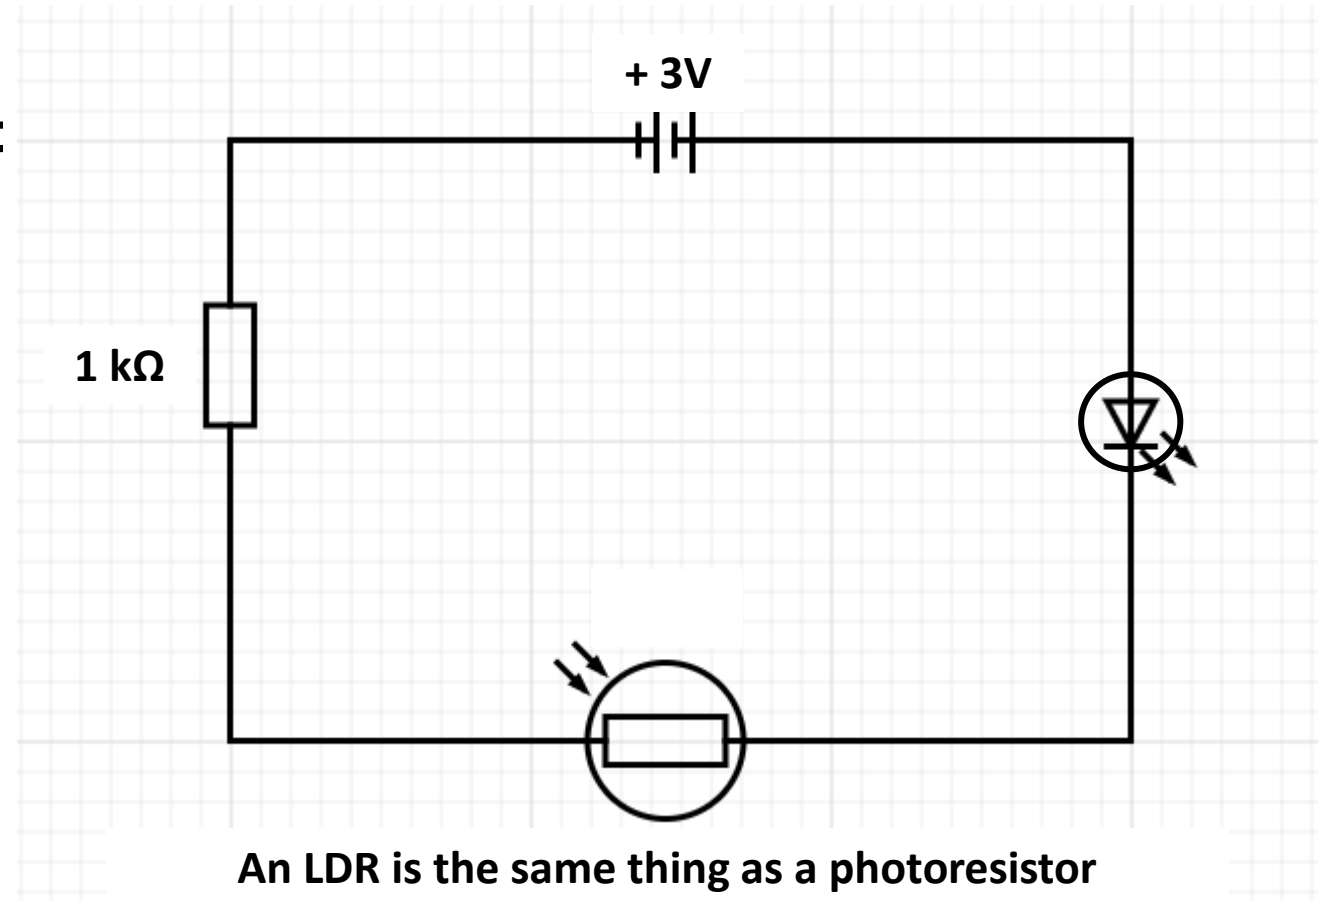 + 3V
1 kΩ
An LDR is the same thing as a photoresistor